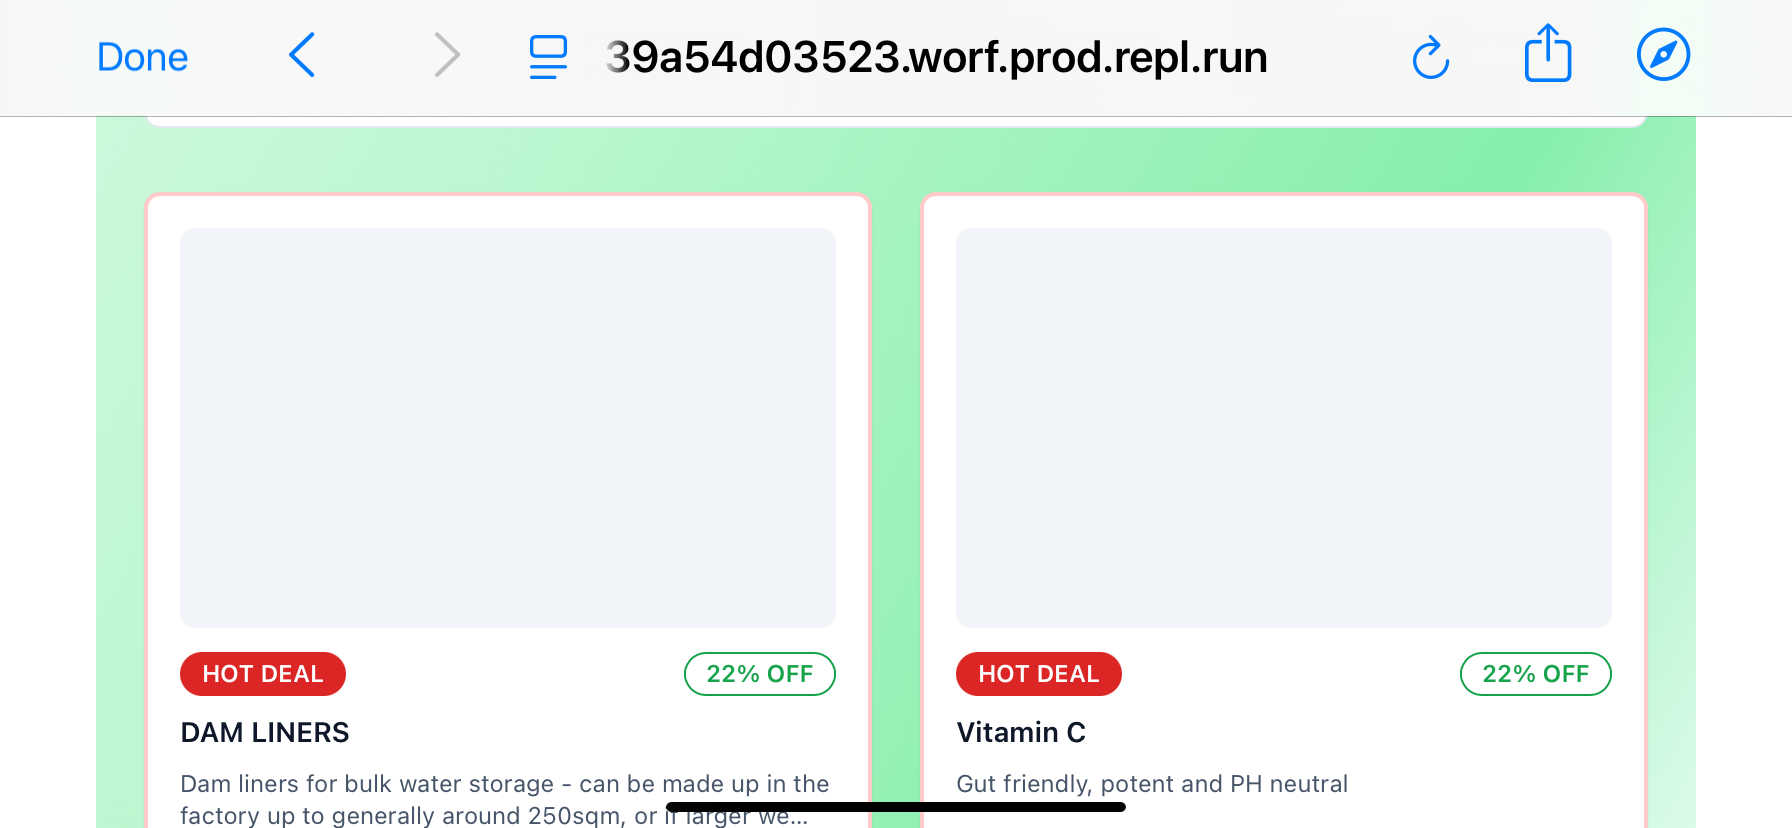 Done
39a54d03523.worf.prod.repl.run
HOT DEAL 22% OFF
DAM LINERS
Dam liners for bulk water storage - can be made up in the
factory up to generally around 250sqm, or if larger we...
HOT DEAL 22% OFF
Vitamin C
Gut friendly, potent and PH neutral